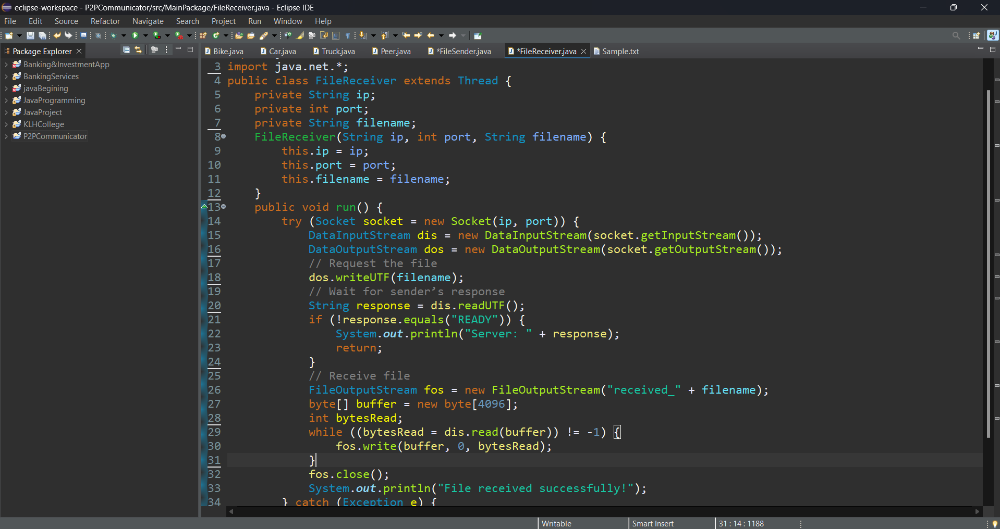 eclipse-workspace - P2PCommunicator/src/MainPackage/FileReceiver.java - Eclipse IDE
File Edit Source Refactor Navigate Search Project Run Window Help
Package Explorer
Banking&InvestmentApp
BankingServices
javaBegining
JavaProgramming
JavaProject
KLHCollege
P2PCommunicator
Bike.java Car.java Truck.java Peer.java *FileSender.java *FileReceiver.java Sample.txt
3 import java.net.*;
4 public class FileReceiver extends Thread {
5 private String ip;
6 private int port;
7 private String filename;
8 FileReceiver(String ip, int port, String filename) {
9 this.ip = ip;
10 this.port = port;
11 this.filename = filename;
12 }
13 public void run() {
14 try (Socket socket = new Socket(ip, port)) {
15 DataInputStream dis = new DataInputStream(socket.getInputStream());
16 DataOutputStream dos = new DataOutputStream(socket.getOutputStream());
17 // Request the file
18 dos.writeUTF(filename);
19 // Wait for sender’s response
20 String response = dis.readUTF();
21 if (!response.equals("READY")) {
22 System.out.println("Server: " + response);
23 return;
24 }
25 // Receive file
26 FileOutputStream fos = new FileOutputStream("received_" + filename);
27 byte[] buffer = new byte[4096];
28 int bytesRead;
29 while ((bytesRead = dis.read(buffer)) != -1) {
30 fos.write(buffer, 0, bytesRead);
31 }
32 fos.close();
33 System.out.println("File received successfully!");
34 } catch (Exception e) {
Writable Smart Insert 31 : 14 : 1188